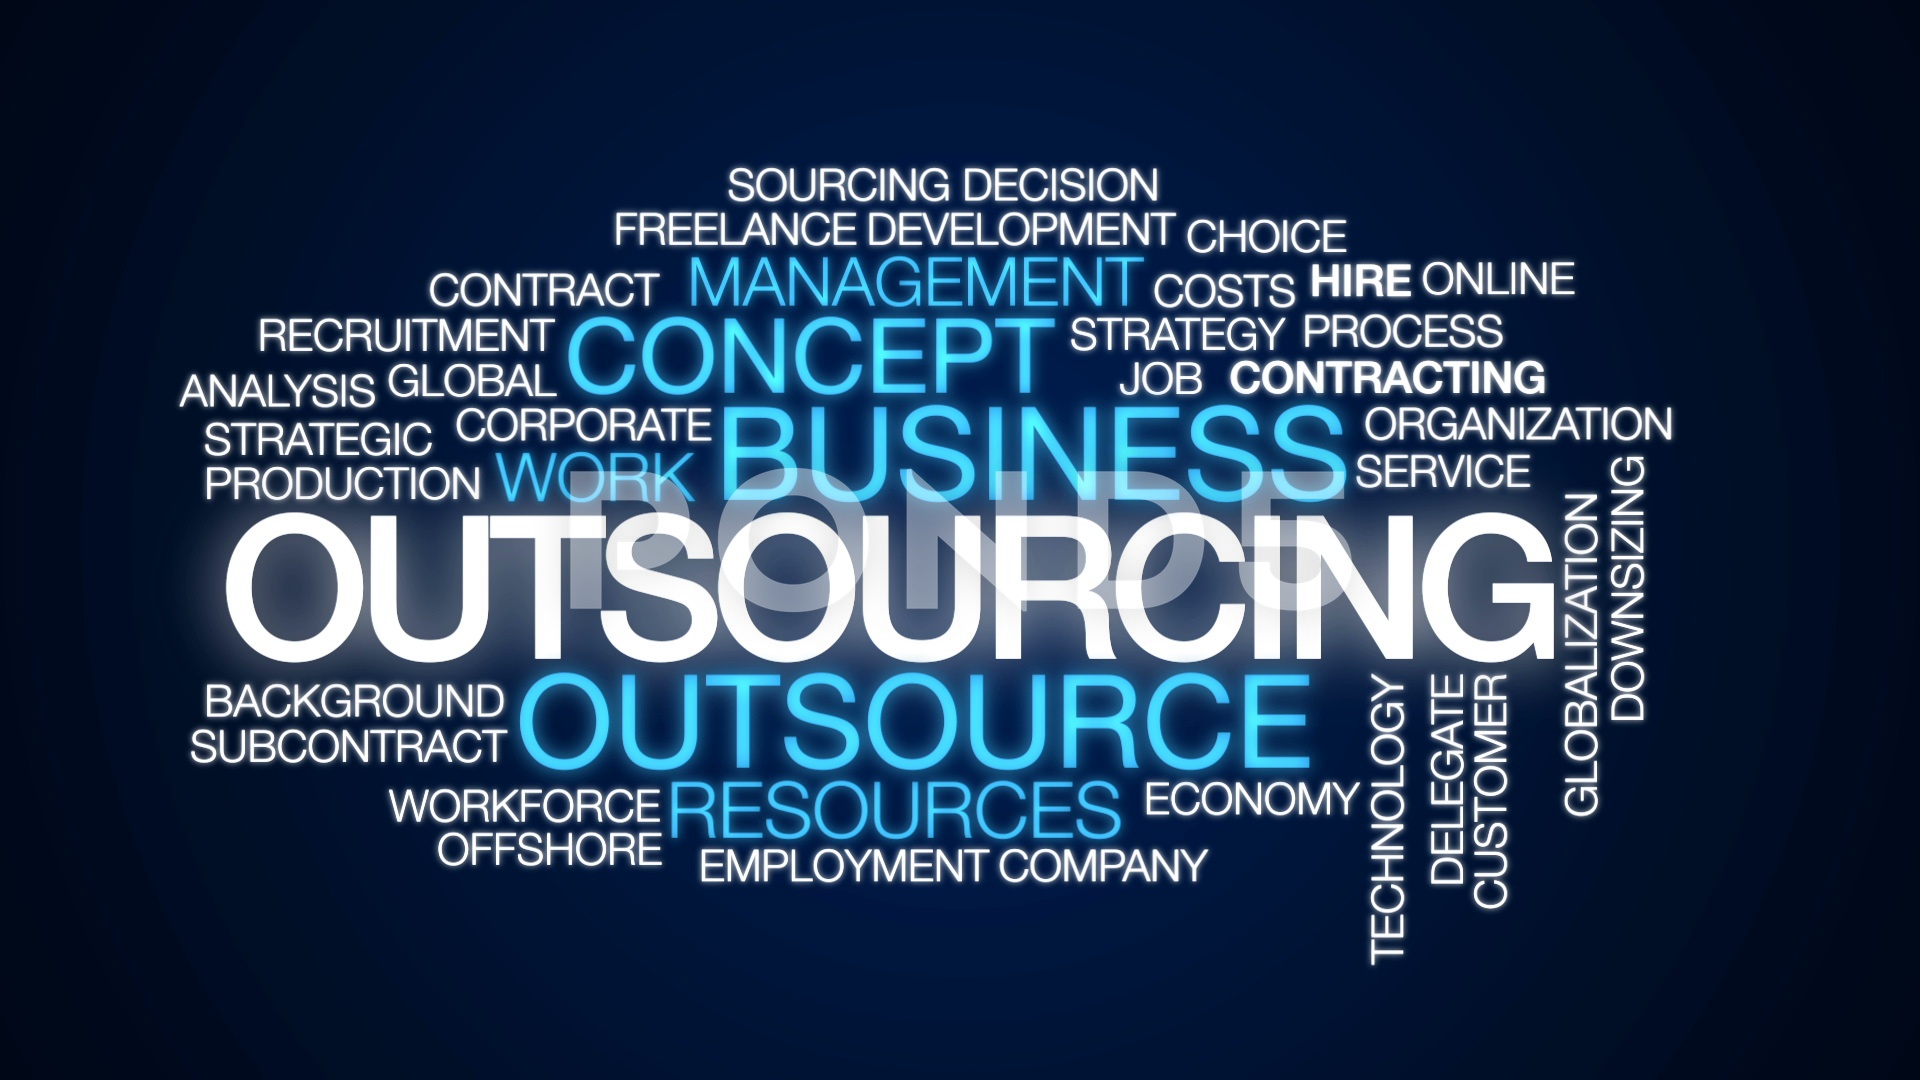 SOURCING DECISION
FREELANCE DEVELOPMENT CHOICE
CONTRACT MANAGEMENT COSTS HIRE ONLINE
RECRUITMENT CONCEPT STRATEGY PROCESS
ANALYSIS GLOBAL JOB CONTRACTING
STRATEGIC CORPORATE BUSINESS ORGANIZATION
PRODUCTION WORK SERVICE
POND5
OUTSOURCING
GLOBALIZATION
DOWNSIZING
BACKGROUND OUTSOURCE
SUBCONTRACT
TECHNOLOGY
DELEGATE
CUSTOMER
WORKFORCE RESOURCES ECONOMY
OFFSHORE
EMPLOYMENT COMPANY